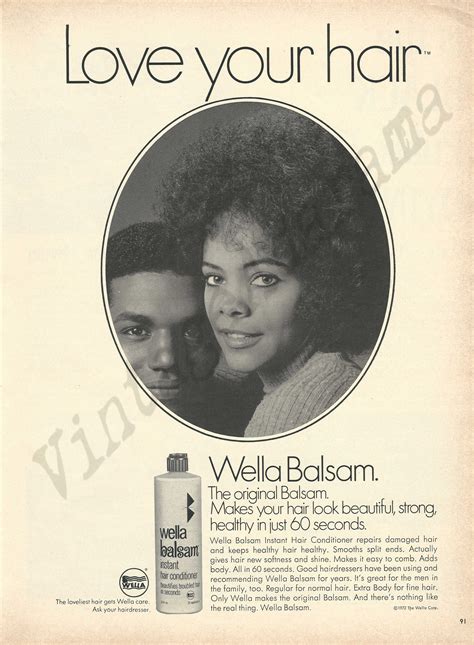 Love your hair™
Vintage
ama
Wella Balsam.
The original Balsam.
Makes your hair look beautiful, strong,
healthy in just 60 seconds.
Wella Balsam Instant Hair Conditioner repairs damaged hair
and keeps healthy hair healthy. Smooths split ends. Actually
gives hair new softness and shine. Makes it easy to comb. Adds
body. All in 60 seconds. Good hairdressers have been using and
recommending Wella Balsam for years. It's great for the men in
the family, too. Regular for normal hair. Extra Body for fine hair.
Only Wella makes the original Balsam. And there's nothing like
the real thing. Wella Balsam.
wella
balsam
instant
hair conditioner
WELLA
The loveliest hair gets Wella care.
Ask your hairdresser.
©1972 The Wella Corp.
91